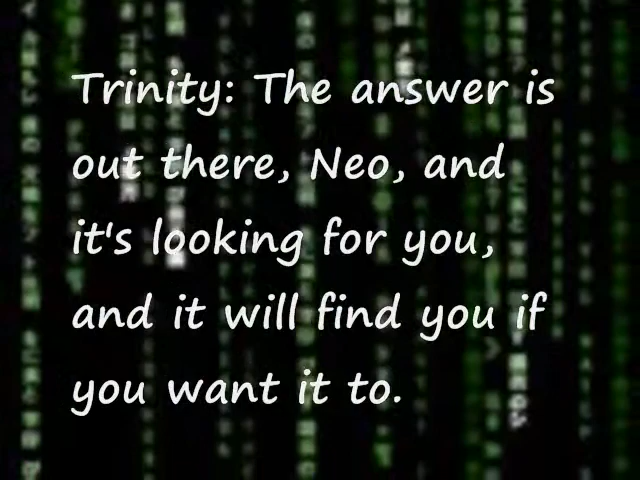 Trinity: The answer is
out there, Neo, and
it's looking for you,
and it will find you if
you want it to.